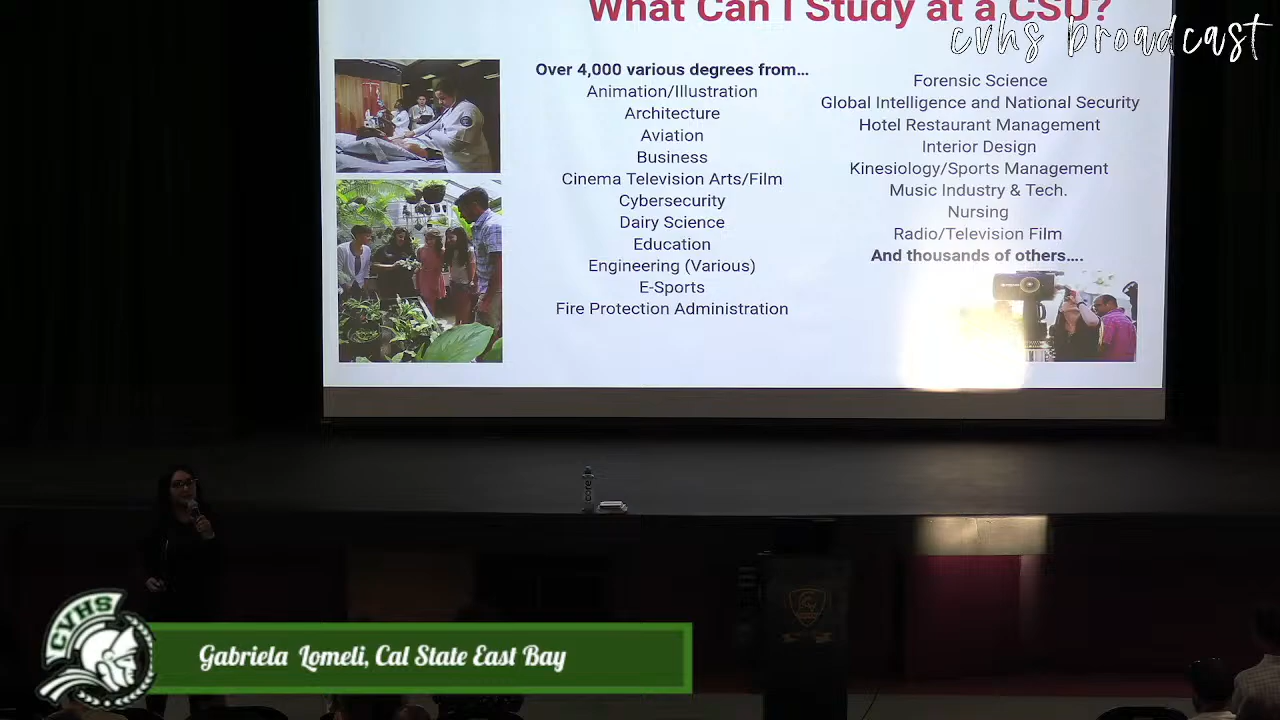 What Can I Study at a CSU?
cvhs broadcast
Over 4,000 various degrees from...
Animation/Illustration
Architecture
Aviation
Business
Cinema Television Arts/Film
Cybersecurity
Dairy Science
Education
Engineering (Various)
E-Sports
Fire Protection Administration
Forensic Science
Global Intelligence and National Security
Hotel Restaurant Management
Interior Design
Kinesiology/Sports Management
Music Industry & Tech.
Nursing
Radio/Television Film
And thousands of others....
core
CVHS
Gabriela Lomeli, Cal State East Bay